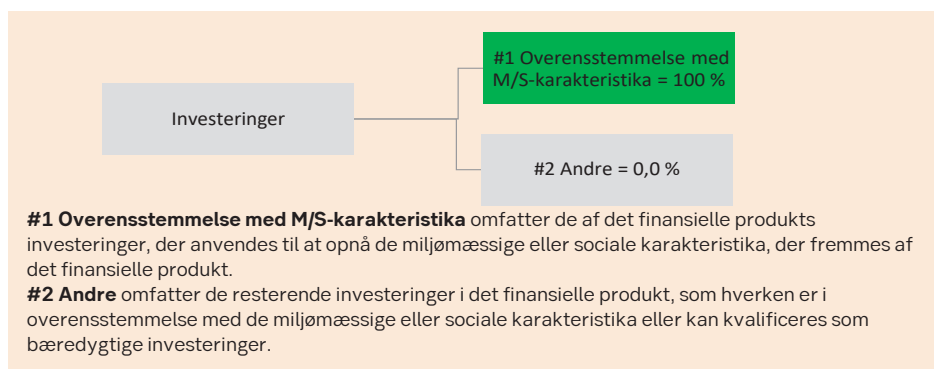 #1 Overensstemmelse med
M/S-karakteristika = 100 %
Investeringer
#2 Andre = 0,0 %
#1 Overensstemmelse med M/S-karakteristika omfatter de af det finansielle produkts
investeringer, der anvendes til at opnå de miljømæssige eller sociale karakteristika, der fremmes af
det finansielle produkt.
#2 Andre omfatter de resterende investeringer i det finansielle produkt, som hverken er i
overensstemmelse med de miljømæssige eller sociale karakteristika eller kan kvalificeres som
bæredygtige investeringer.